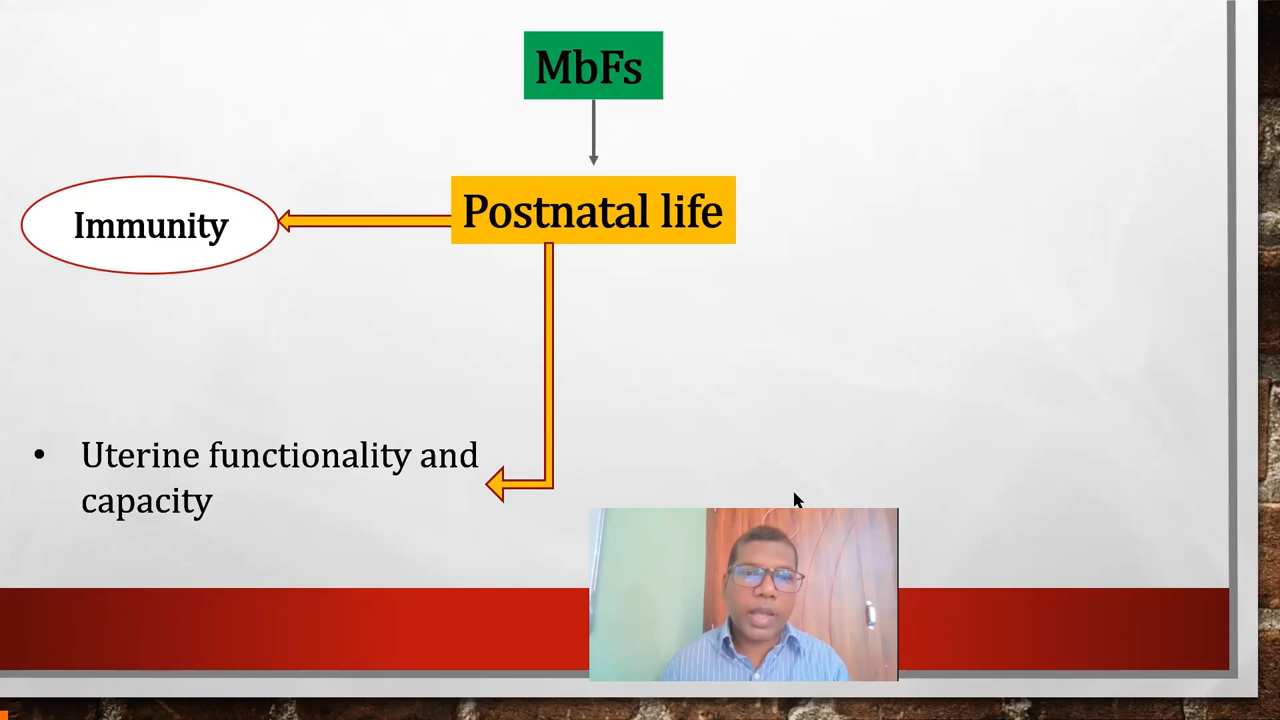 MbFs
Postnatal life
Immunity
• Uterine functionality and
capacity